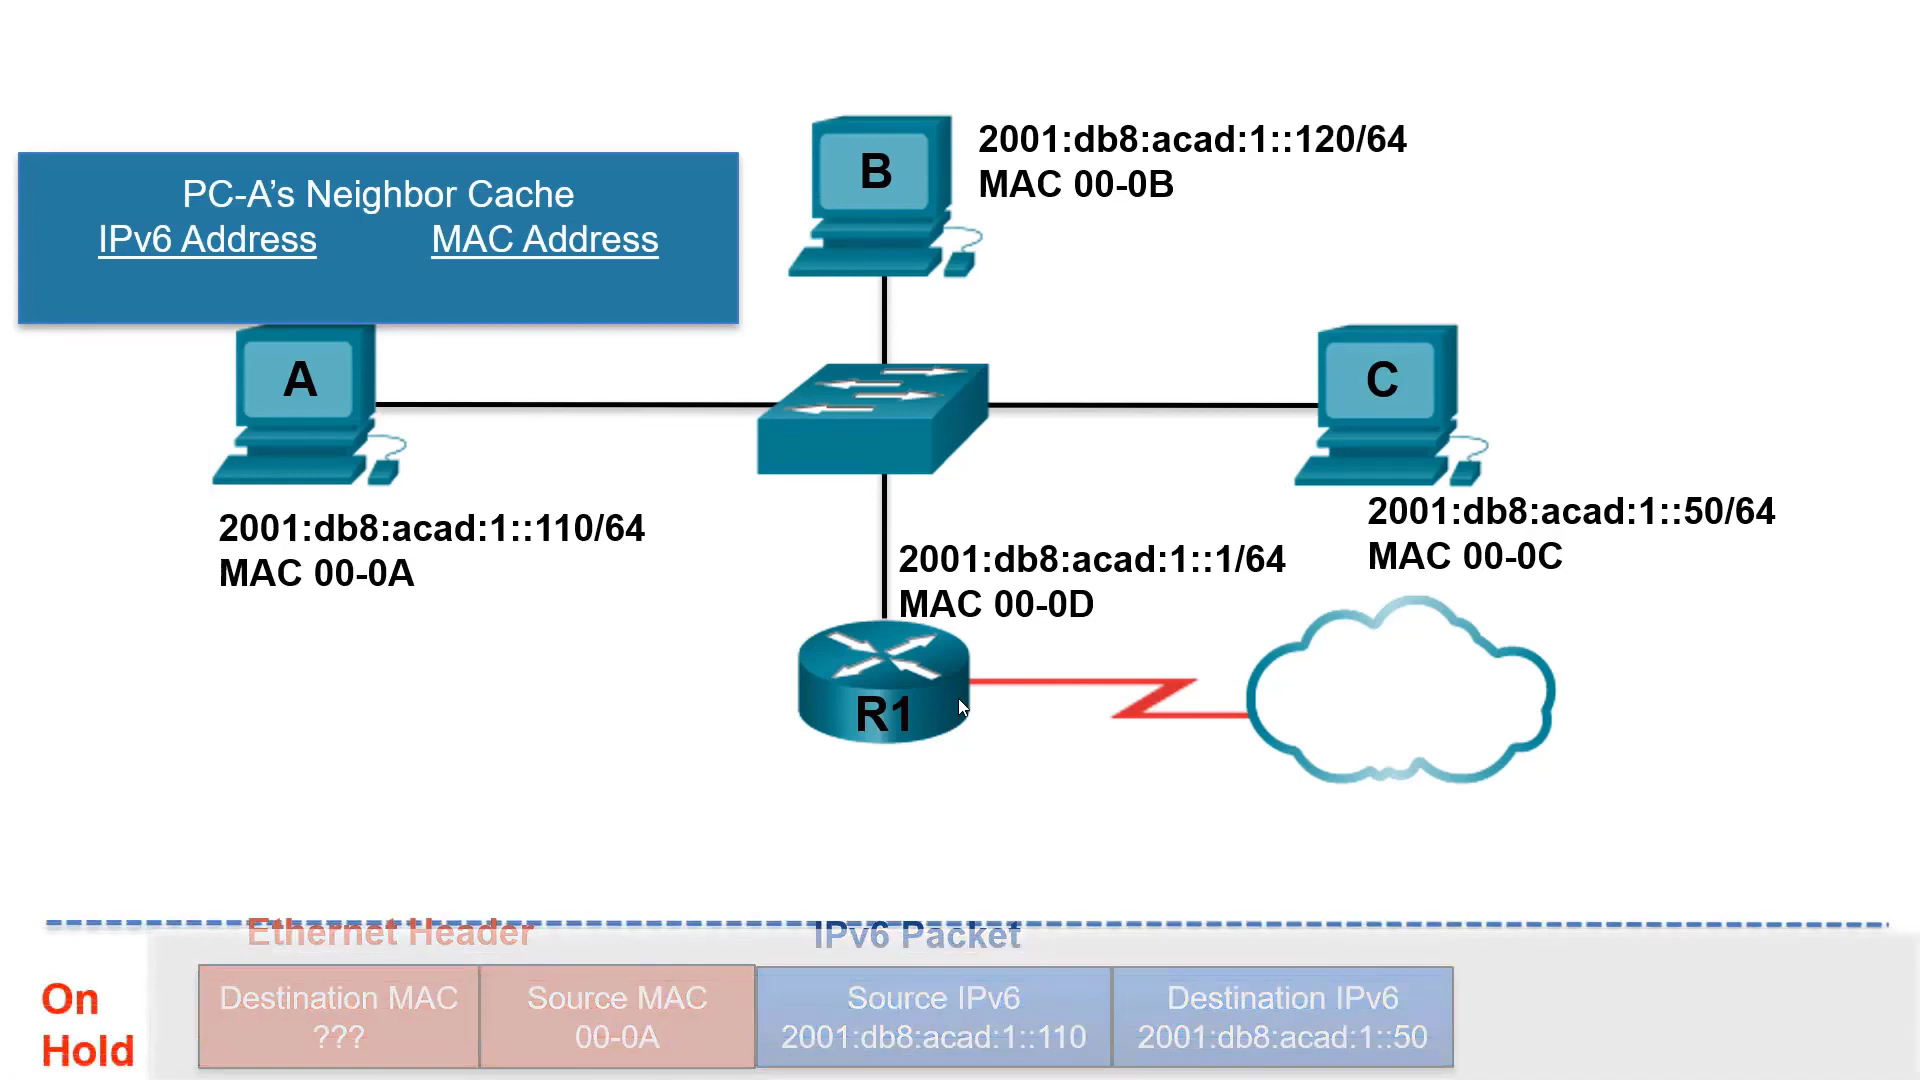 PC-A’s Neighbor Cache
IPv6 Address MAC Address
B
2001:db8:acad:1::120/64
MAC 00-0B
A
2001:db8:acad:1::110/64
MAC 00-0A
C
2001:db8:acad:1::50/64
MAC 00-0C
2001:db8:acad:1::1/64
MAC 00-0D
R1
On
Hold
Ethernet Header
IPv6 Packet
Destination MAC
???
Source MAC
00-0A
Source IPv6
2001:db8:acad:1::110
Destination IPv6
2001:db8:acad:1::50